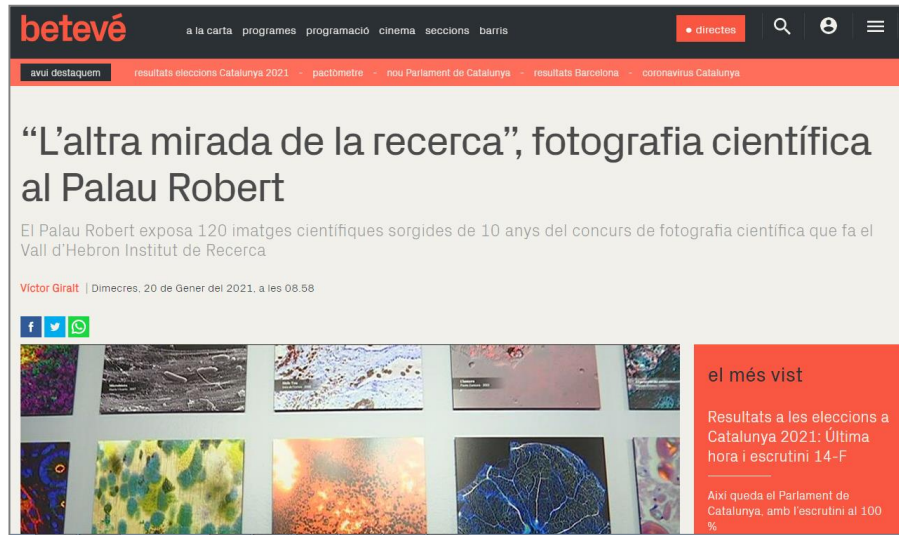 betevé
a la carta programes programació cinema seccions barris
• directes
avui destaquem
resultats eleccions Catalunya 2021 - pactòmetre - nou Parlament de Catalunya - resultats Barcelona - coronavirus Catalunya
“L’altra mirada de la recerca”, fotografia científica
al Palau Robert
El Palau Robert exposa 120 imatges científiques sorgides de 10 anys del concurs de fotografia científica que fa el
Vall d’Hebron Institut de Recerca
Víctor Giralt | Dimecres, 20 de Gener del 2021, a les 08.58
el més vist
Resultats a les eleccions a
Catalunya 2021: Última
hora i escrutini 14-F
Així queda el Parlament de
Catalunya, amb l’escrutini al 100
%